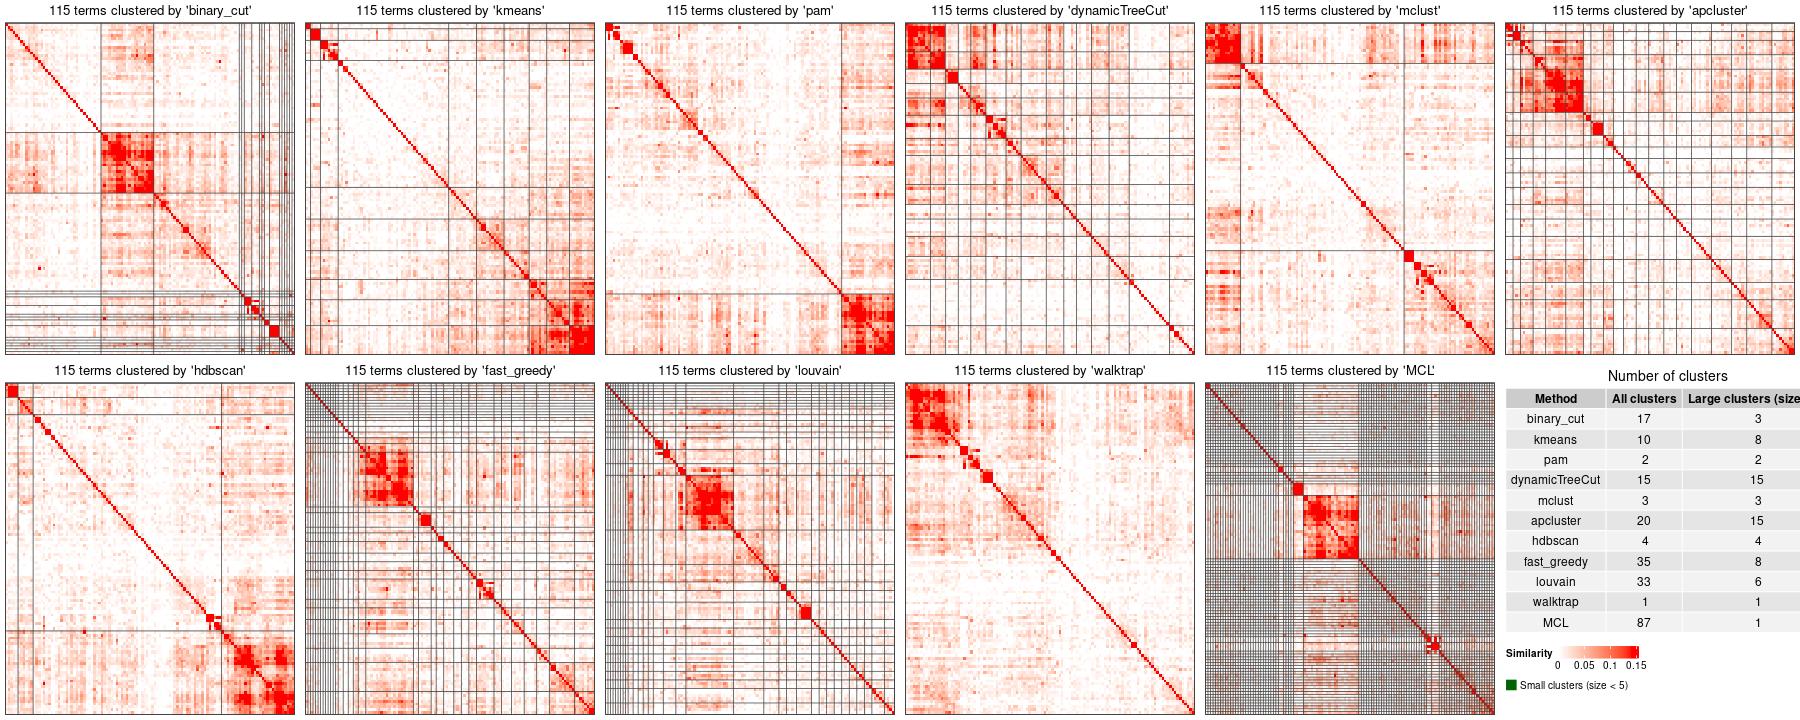 115 terms clustered by 'binary_cut'
115 terms clustered by 'kmeans'
115 terms clustered by 'pam'
115 terms clustered by 'dynamicTreeCut'
115 terms clustered by 'mclust'
115 terms clustered by 'apcluster'
115 terms clustered by 'hdbscan'
115 terms clustered by 'fast_greedy'
115 terms clustered by 'louvain'
115 terms clustered by 'walktrap'
115 terms clustered by 'MCL'
Number of clusters
Method All clusters Large clusters (size
binary_cut 17 3
kmeans 10 8
pam 2 2
dynamicTreeCut 15 15
mclust 3 3
apcluster 20 15
hdbscan 4 4
fast_greedy 35 8
louvain 33 6
walktrap 1 1
MCL 87 1
Similarity
0 0.05 0.1 0.15
Small clusters (size < 5)